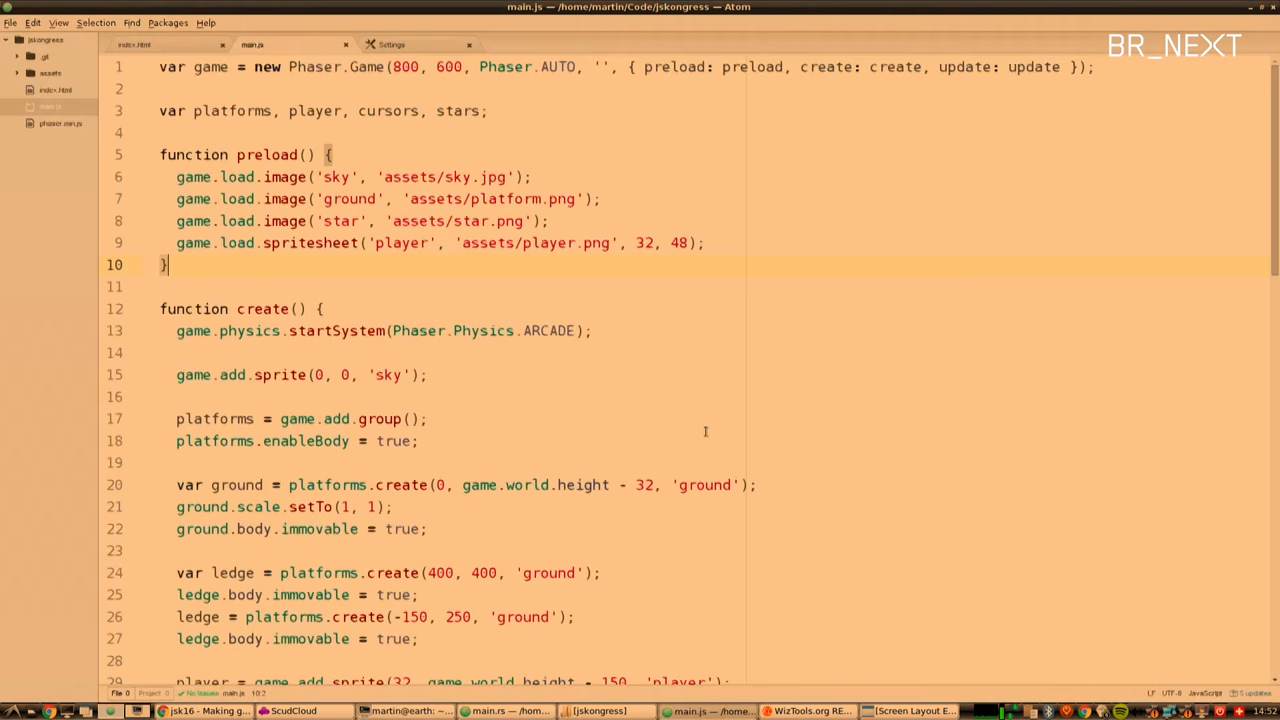 main.js — /home/martin/Code/jskongress — Atom
File Edit View Selection Find Packages Help
BR_NEXT
jskongress
.git
assets
index.html
main.js
phaser.min.js
index.html main.js Settings
1 var game = new Phaser.Game(800, 600, Phaser.AUTO, '', { preload: preload, create: create, update: update });
2
3 var platforms, player, cursors, stars;
4
5 function preload() {
6 game.load.image('sky', 'assets/sky.jpg');
7 game.load.image('ground', 'assets/platform.png');
8 game.load.image('star', 'assets/star.png');
9 game.load.spritesheet('player', 'assets/player.png', 32, 48);
10 }
11
12 function create() {
13 game.physics.startSystem(Phaser.Physics.ARCADE);
14
15 game.add.sprite(0, 0, 'sky');
16
17 platforms = game.add.group();
18 platforms.enableBody = true;
19
20 var ground = platforms.create(0, game.world.height - 32, 'ground');
21 ground.scale.setTo(1, 1);
22 ground.body.immovable = true;
23
24 var ledge = platforms.create(400, 400, 'ground');
25 ledge.body.immovable = true;
26 ledge = platforms.create(-150, 250, 'ground');
27 ledge.body.immovable = true;
28
29 player = game.add.sprite(32, game.world.height - 150, 'player');
File 0 Project 0 No Issues main.js 10:2 LF UTF-8 JavaScript 5 updates
jsk16 - Making g... ScudCloud martin@earth: ~... main.rs — /hom... [jskongress] main.js — /home... WizTools.org RE... [Screen Layout E... 14:52